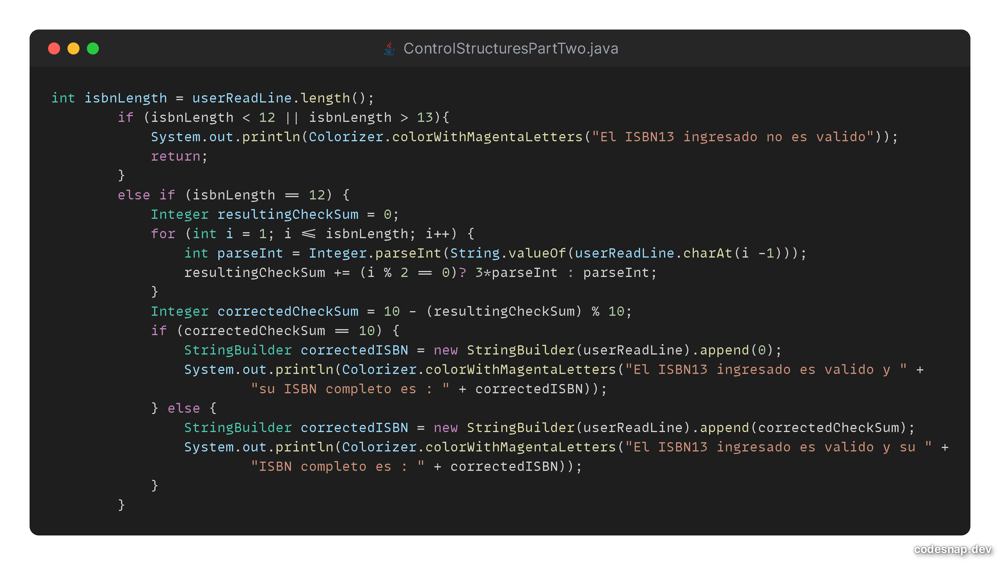 ControlStructuresPartTwo.java
int isbnLength = userReadLine.length();
        if (isbnLength < 12 || isbnLength > 13){
            System.out.println(Colorizer.colorWithMagentaLetters("El ISBN13 ingresado no es valido"));
            return;
        }
        else if (isbnLength == 12) {
            Integer resultingCheckSum = 0;
            for (int i = 1; i <= isbnLength; i++) {
                int parseInt = Integer.parseInt(String.valueOf(userReadLine.charAt(i -1)));
                resultingCheckSum += (i % 2 == 0)? 3*parseInt : parseInt;
            }
            Integer correctedCheckSum = 10 - (resultingCheckSum) % 10;
            if (correctedCheckSum == 10) {
                StringBuilder correctedISBN = new StringBuilder(userReadLine).append(0);
                System.out.println(Colorizer.colorWithMagentaLetters("El ISBN13 ingresado es valido y " +
                        "su ISBN completo es : " + correctedISBN));
            } else {
                StringBuilder correctedISBN = new StringBuilder(userReadLine).append(correctedCheckSum);
                System.out.println(Colorizer.colorWithMagentaLetters("El ISBN13 ingresado es valido y su " +
                        "ISBN completo es : " + correctedISBN));
            }
        }
codesnap.dev